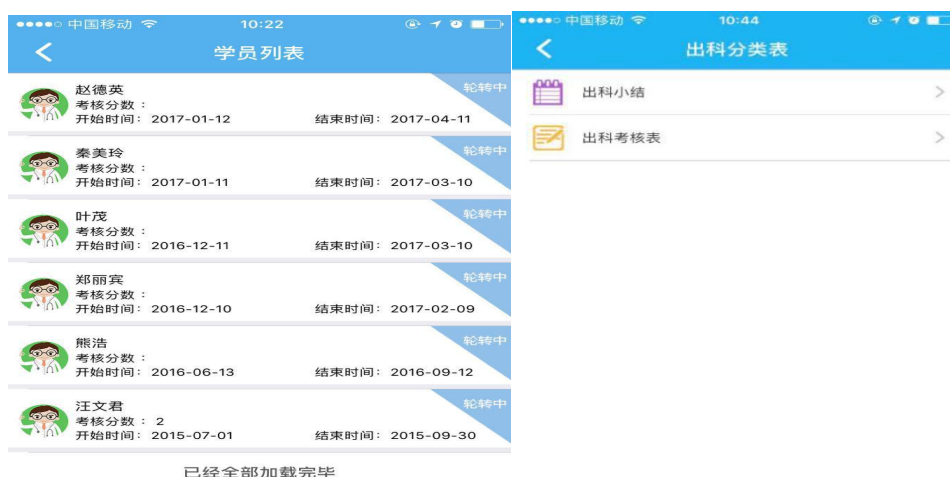 中国移动 10:22
学员列表
赵德英 轮转中
考核分数：
开始时间：2017-01-12 结束时间：2017-04-11
秦美玲 轮转中
考核分数：
开始时间：2017-01-11 结束时间：2017-03-10
叶茂 轮转中
考核分数：
开始时间：2016-12-11 结束时间：2017-03-10
郑丽宾 轮转中
考核分数：
开始时间：2016-12-10 结束时间：2017-02-09
熊浩 轮转中
考核分数：
开始时间：2016-06-13 结束时间：2016-09-12
汪文君 轮转中
考核分数：2
开始时间：2015-07-01 结束时间：2015-09-30
已经全部加载完毕
中国移动 10:44
出科分类表
出科小结
出科考核表